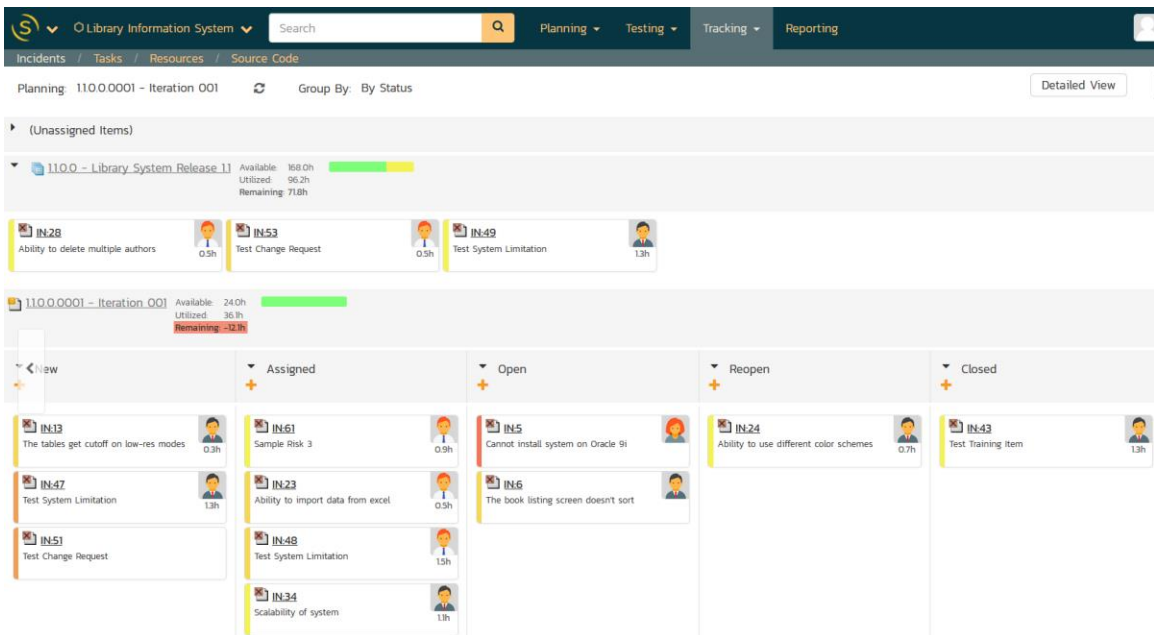 S Library Information System Search Planning Testing Tracking Reporting
Incidents / Tasks / Resources / Source Code
Planning: 1.1.0.0.0001 - Iteration 001 Group By: By Status Detailed View
(Unassigned Items)
1.1.0.0 - Library System Release 1.1 Available: 168.0h
Utilized: 96.2h
Remaining: 71.8h
IN:28 IN:53 IN:49
Ability to delete multiple authors 0.5h Test Change Request 0.5h Test System Limitation 1.3h
1.1.0.0.0001 - Iteration 001 Available: 24.0h
Utilized: 36.1h
Remaining: -12.1h
New Assigned Open Reopen Closed
IN:13 IN:61 IN:5 IN:24 IN:43
The tables get cutoff on low-res modes 0.3h Sample Risk 3 0.9h Cannot install system on Oracle 9i Ability to use different color schemes 0.7h Test Training Item 1.3h
IN:47 IN:23 IN:6
Test System Limitation 1.3h Ability to import data from excel 0.5h The book listing screen doesn't sort
IN:51 IN:48
Test Change Request Test System Limitation 1.5h
IN:34
Scalability of system 1.1h